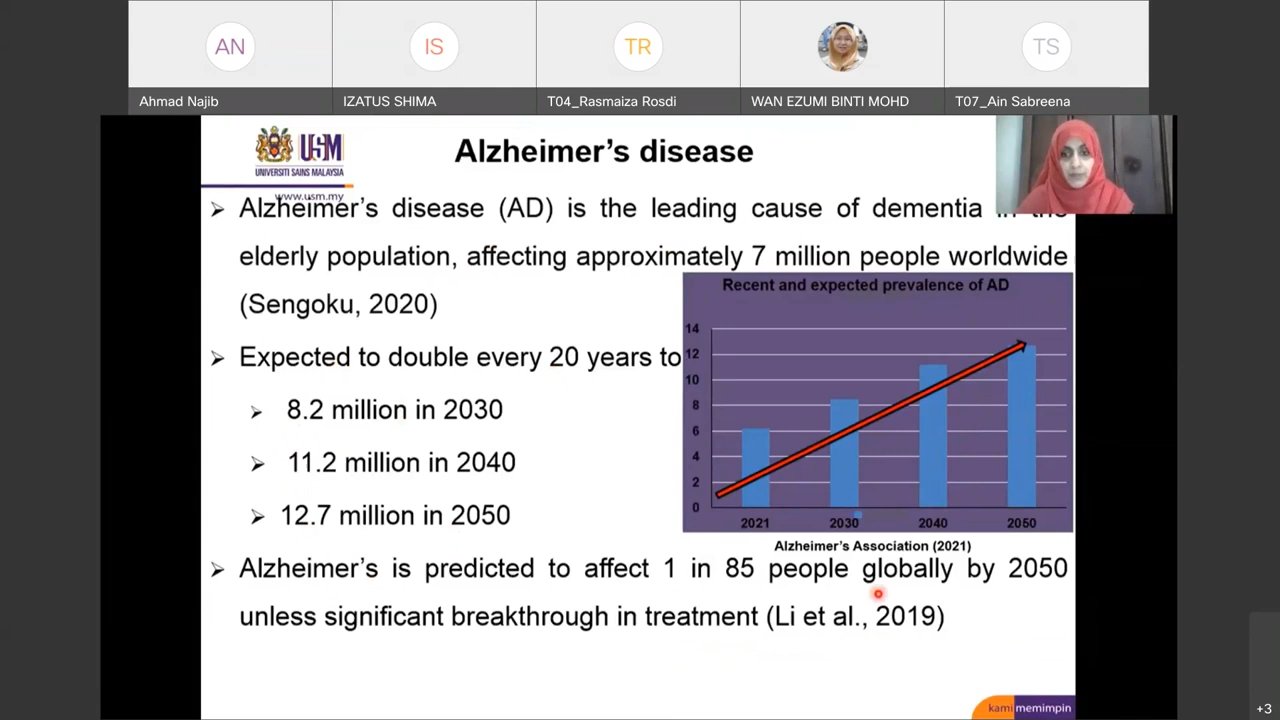 AN
IS
TR
TS
Ahmad Najib
IZATUS SHIMA
T04_Rasmaiza Rosdi
WAN EZUMI BINTI MOHD
T07_Ain Sabreena
USM
UNIVERSITI SAINS MALAYSIA
www.usm.my
Alzheimer's disease
➢ Alzheimer's disease (AD) is the leading cause of dementia in the
elderly population, affecting approximately 7 million people worldwide
(Sengoku, 2020)
➢ Expected to double every 20 years to
➢ 8.2 million in 2030
➢ 11.2 million in 2040
➢ 12.7 million in 2050
Recent and expected prevalence of AD
14
12
10
8
6
4
2
0
2021 2030 2040 2050
Alzheimer's Association (2021)
➢ Alzheimer's is predicted to affect 1 in 85 people globally by 2050
unless significant breakthrough in treatment (Li et al., 2019)
kami memimpin
+3